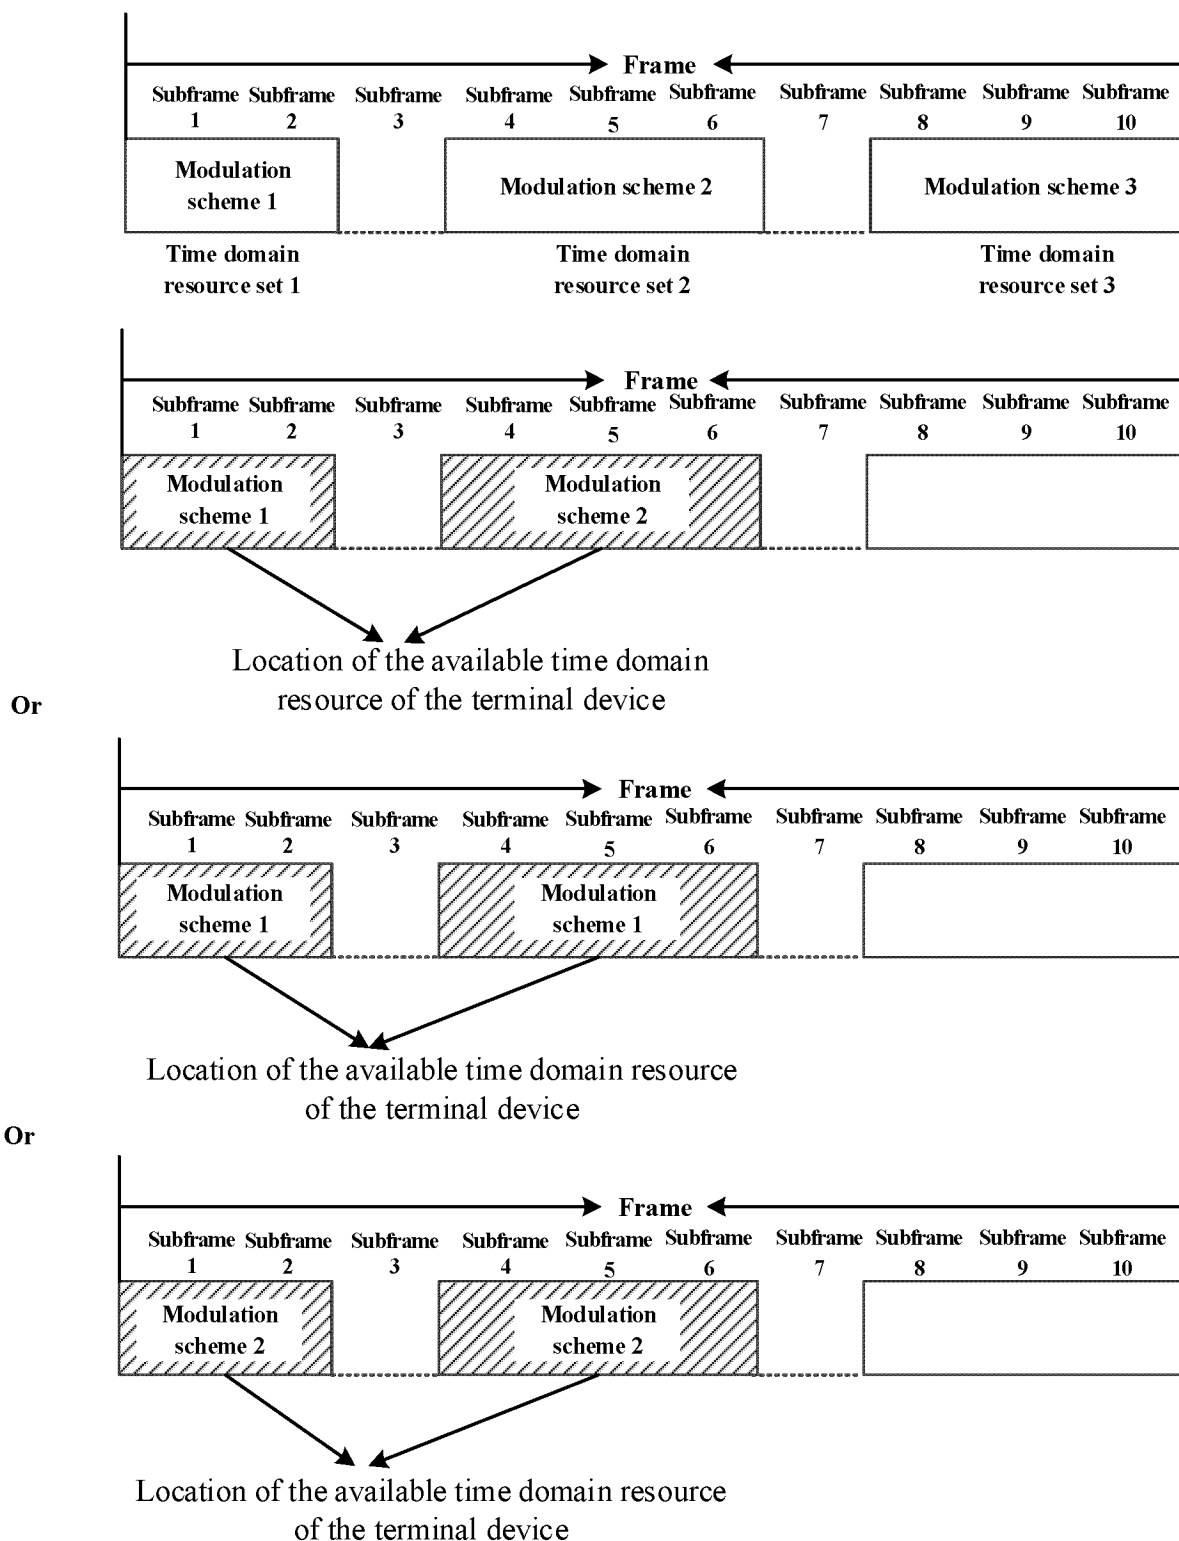 Frame
Subframe Subframe Subframe Subframe Subframe Subframe Subframe Subframe Subframe Subframe
1 2 3 4 5 6 7 8 9 10
Modulation
scheme 1
Modulation scheme 2
Modulation scheme 3
Time domain
resource set 1
Time domain
resource set 2
Time domain
resource set 3
Frame
Subframe Subframe Subframe Subframe Subframe Subframe Subframe Subframe Subframe Subframe
1 2 3 4 5 6 7 8 9 10
Modulation
scheme 1
Modulation
scheme 2
Location of the available time domain
resource of the terminal device
Or
Frame
Subframe Subframe Subframe Subframe Subframe Subframe Subframe Subframe Subframe Subframe
1 2 3 4 5 6 7 8 9 10
Modulation
scheme 1
Modulation
scheme 1
Location of the available time domain resource
of the terminal device
Or
Frame
Subframe Subframe Subframe Subframe Subframe Subframe Subframe Subframe Subframe Subframe
1 2 3 4 5 6 7 8 9 10
Modulation
scheme 2
Modulation
scheme 2
Location of the available time domain resource
of the terminal device